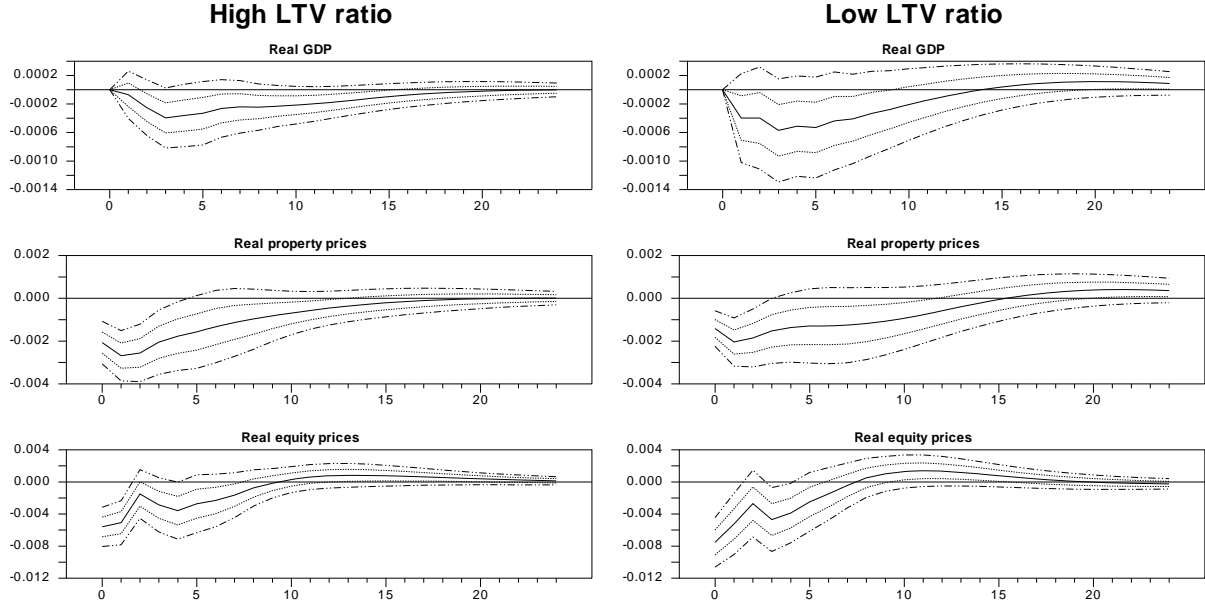 High LTV ratio
Low LTV ratio
Real GDP
0.0002
-0.0002
-0.0006
-0.0010
-0.0014
0 5 10 15 20
Real GDP
0.0002
-0.0002
-0.0006
-0.0010
-0.0014
0 5 10 15 20
Real property prices
0.002
0.000
-0.002
-0.004
0 5 10 15 20
Real property prices
0.002
0.000
-0.002
-0.004
0 5 10 15 20
Real equity prices
0.004
0.000
-0.004
-0.008
-0.012
0 5 10 15 20
Real equity prices
0.004
0.000
-0.004
-0.008
-0.012
0 5 10 15 20